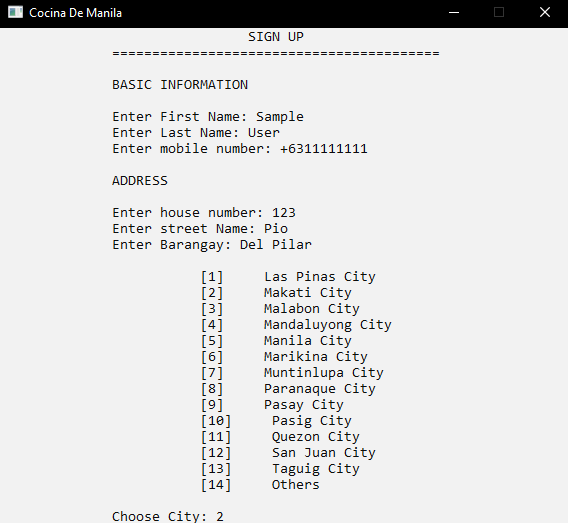 Cocina De Manila
SIGN UP
=========================================
BASIC INFORMATION
Enter First Name: Sample
Enter Last Name: User
Enter mobile number: +6311111111
ADDRESS
Enter house number: 123
Enter street Name: Pio
Enter Barangay: Del Pilar
[1] Las Pinas City
[2] Makati City
[3] Malabon City
[4] Mandaluyong City
[5] Manila City
[6] Marikina City
[7] Muntinlupa City
[8] Paranaque City
[9] Pasay City
[10] Pasig City
[11] Quezon City
[12] San Juan City
[13] Taguig City
[14] Others
Choose City: 2